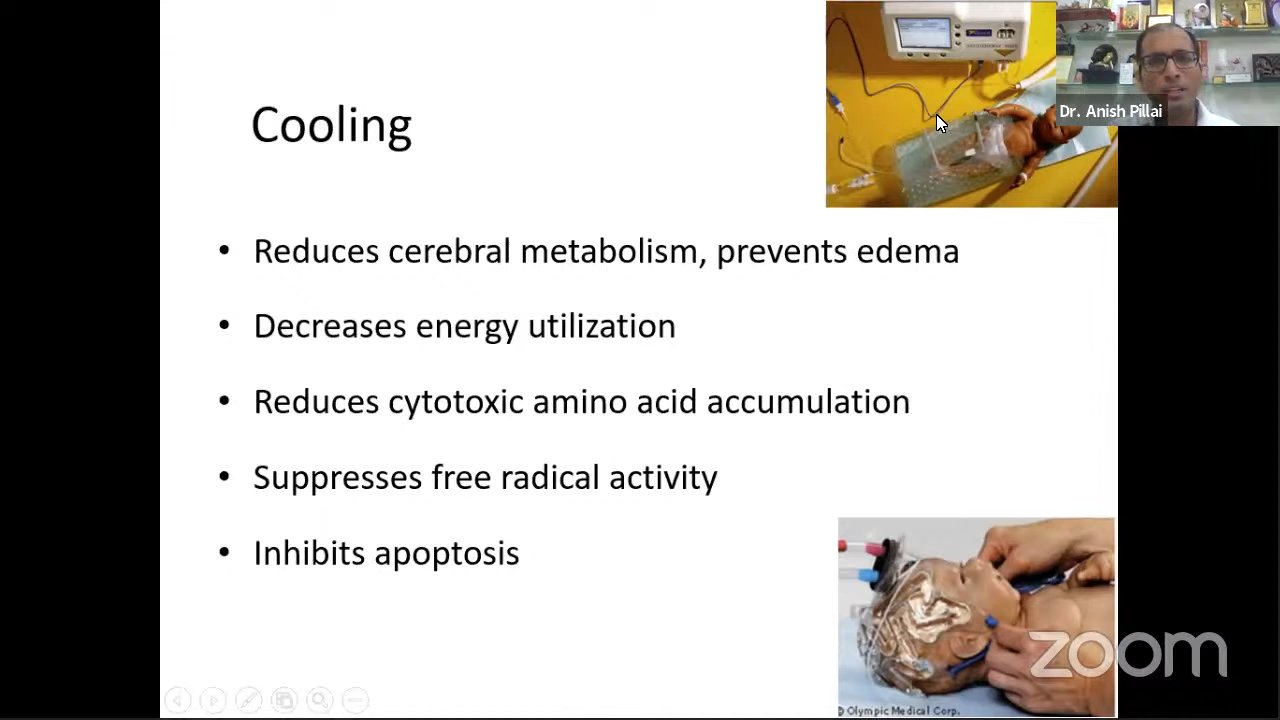 Cooling
Dr. Anish Pillai
• Reduces cerebral metabolism, prevents edema
• Decreases energy utilization
• Reduces cytotoxic amino acid accumulation
• Suppresses free radical activity
• Inhibits apoptosis
zoom
© Olympic Medical Corp.